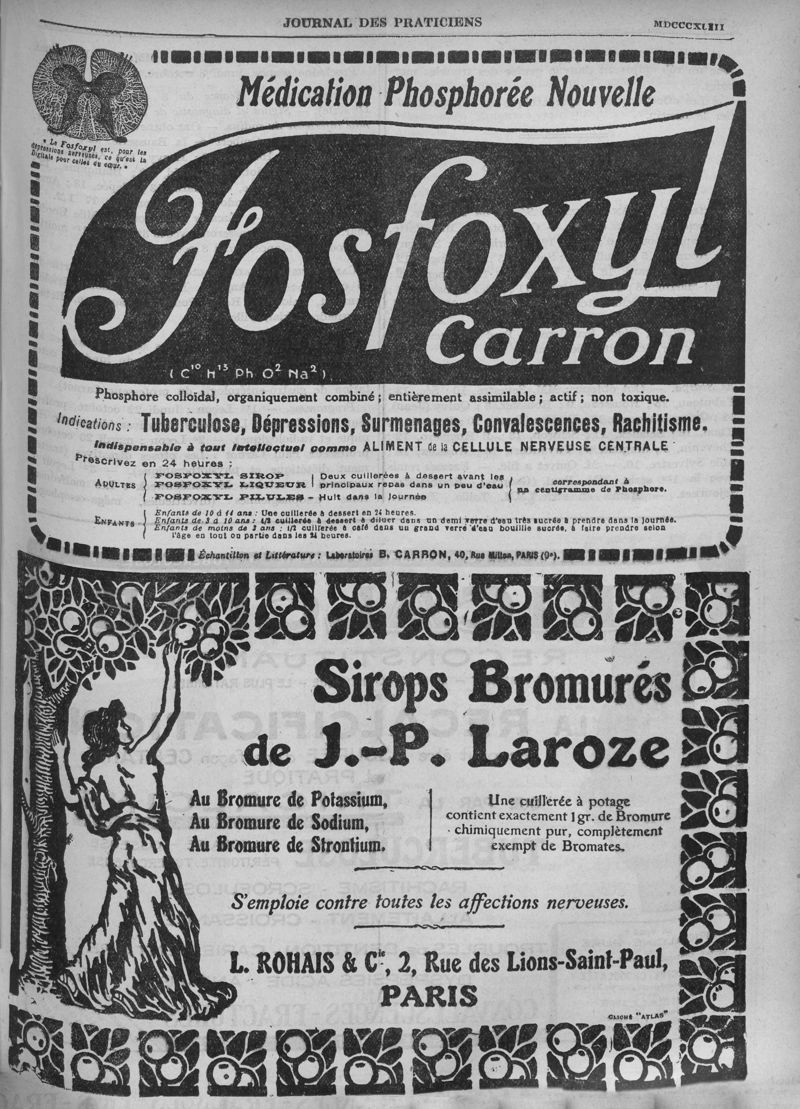 JOURNAL DES PRATICIENS
MDCCCXLIII
Médication Phosphorée Nouvelle
« Le Fosfoxyl est, pour les
dépressions nerveuses, ce qu'est la
Digitale pour celles du cœur. »
Fosfoxyl
Carron
(C¹⁰ H¹³ Ph O² Na²)
Phosphore colloïdal, organiquement combiné; entièrement assimilable; actif; non toxique.
Indications : Tuberculose, Dépressions, Surmenages, Convalescences, Rachitisme.
Indispensable à tout Intellectuel comme ALIMENT de la CELLULE NERVEUSE CENTRALE
Prescrivez en 24 heures :
ADULTES
FOSFOXYL SIROP
FOSFOXYL LIQUEUR
Deux cuillerées à dessert avant les
principaux repas dans un peu d'eau
FOSFOXYL PILULES - Huit dans la Journée
correspondant à
un centigramme de Phosphore.
ENFANTS
Enfants de 10 à 14 ans : Une cuillerée à dessert en 24 heures.
Enfants de 3 à 10 ans : 1/2 cuillerée à dessert à diluer dans un demi verre d'eau très sucrée à prendre dans la Journée.
Enfants de moins de 3 ans : 1/2 cuillerée à café dans un grand verre d'eau bouillie sucrée, à faire prendre selon
l'âge en tout ou partie dans les 24 heures.
Échantillon et Littérature : Laboratoires B. CARRON, 40, Rue Milton, PARIS (9e).
Sirops Bromurés
de J.-P. Laroze
Au Bromure de Potassium,
Au Bromure de Sodium,
Au Bromure de Strontium.
Une cuillerée à potage
contient exactement 1 gr. de Bromure
chimiquement pur, complètement
exempt de Bromates.
S'emploie contre toutes les affections nerveuses.
L. ROHAIS & Cie, 2, Rue des Lions-Saint-Paul,
PARIS
CLICHÉ "ATLAS"